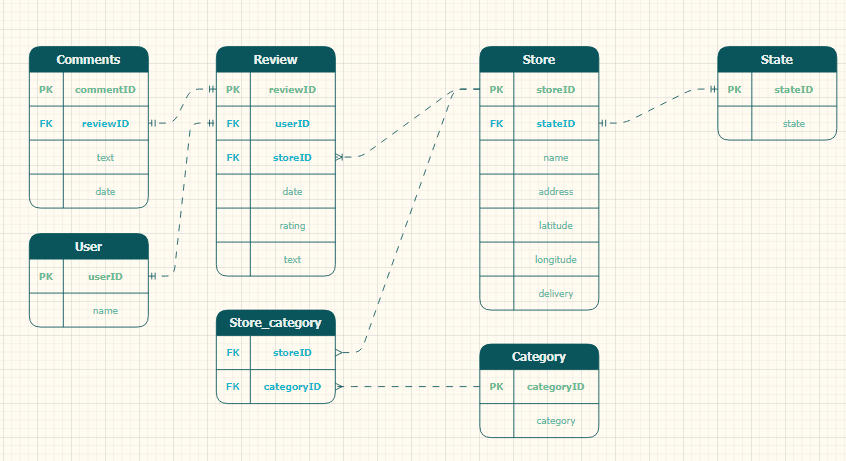 Comments
PK commentID
FK reviewID
text
date
User
PK userID
name
Review
PK reviewID
FK userID
FK storeID
date
rating
text
Store_category
FK storeID
FK categoryID
Store
PK storeID
FK stateID
name
address
latitude
longitude
delivery
Category
PK categoryID
category
State
PK stateID
state